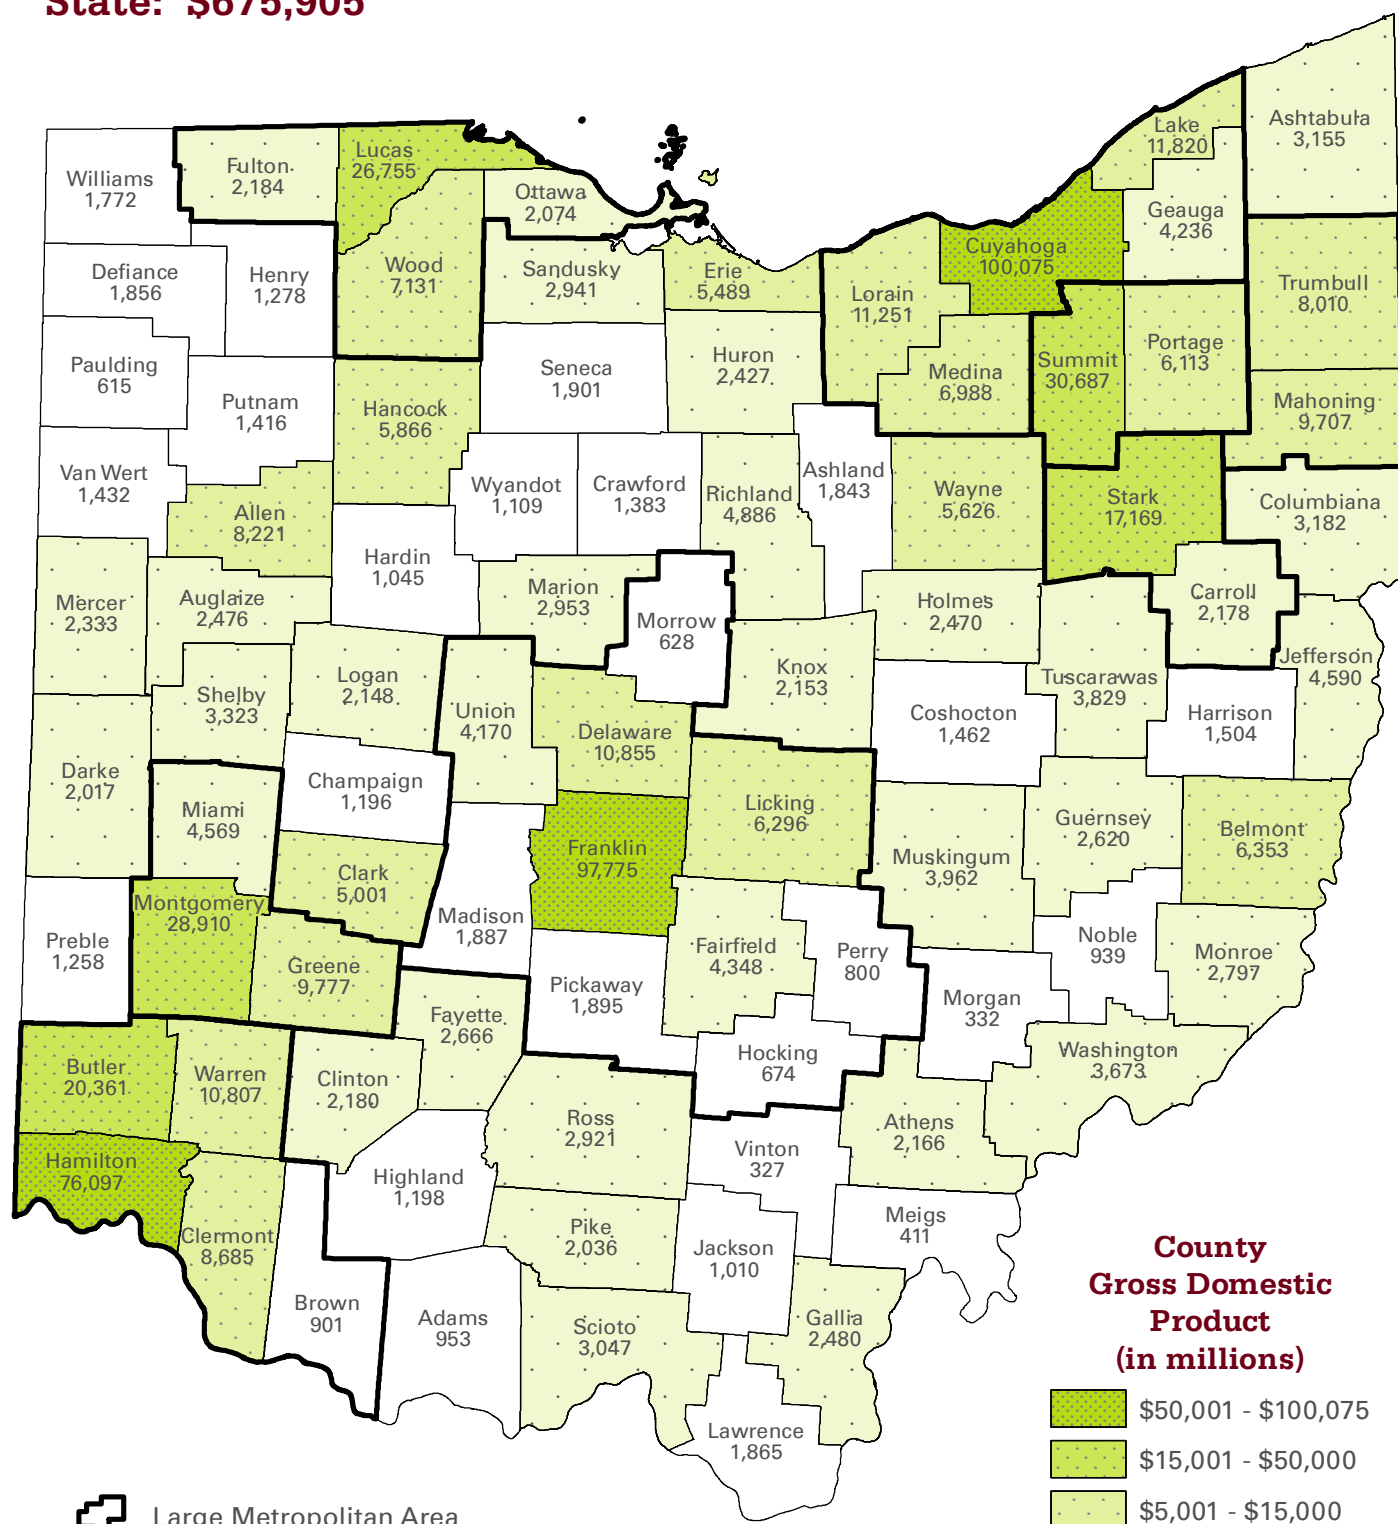 State: $675,905
Williams
1,772
Fulton
2,184
Lucas
26,755
Ottawa
2,074
Lake
11,820
Ashtabula
3,155
Geauga
4,236
Defiance
1,856
Henry
1,278
Wood
7,131
Sandusky
2,941
Erie
5,489
Lorain
11,251
Cuyahoga
100,075
Trumbull
8,010
Paulding
615
Putnam
1,416
Hancock
5,866
Seneca
1,901
Huron
2,427
Medina
6,988
Summit
30,687
Portage
6,113
Mahoning
9,707
Van Wert
1,432
Allen
8,221
Wyandot
1,109
Crawford
1,383
Richland
4,886
Ashland
1,843
Wayne
5,626
Stark
17,169
Columbiana
3,182
Mercer
2,333
Auglaize
2,476
Hardin
1,045
Marion
2,953
Morrow
628
Holmes
2,470
Carroll
2,178
Jefferson
4,590
Shelby
3,323
Logan
2,148
Union
4,170
Delaware
10,855
Knox
2,153
Coshocton
1,462
Tuscarawas
3,829
Harrison
1,504
Darke
2,017
Miami
4,569
Champaign
1,196
Franklin
97,775
Licking
6,296
Muskingum
3,962
Guernsey
2,620
Belmont
6,353
Clark
5,001
Preble
1,258
Montgomery
28,910
Greene
9,777
Madison
1,887
Pickaway
1,895
Fairfield
4,348
Perry
800
Morgan
332
Noble
939
Monroe
2,797
Fayette
2,666
Hocking
674
Washington
3,673
Butler
20,361
Warren
10,807
Clinton
2,180
Ross
2,921
Athens
2,166
Vinton
327
Hamilton
76,097
Clermont
8,685
Highland
1,198
Pike
2,036
Jackson
1,010
Meigs
411
Brown
901
Adams
953
Scioto
3,047
Gallia
2,480
Lawrence
1,865
County
Gross Domestic
Product
(in millions)
$50,001 - $100,075
$15,001 - $50,000
$5,001 - $15,000
Large Metropolitan Area